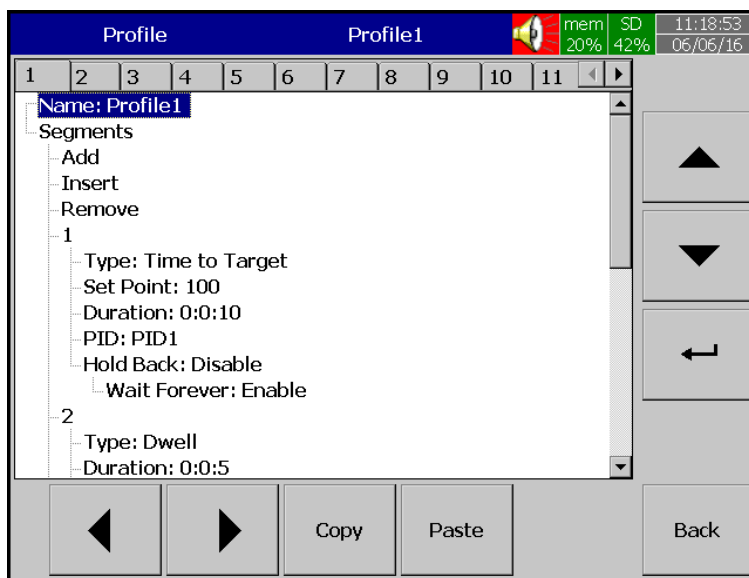 Profile Profile1 mem 20% SD 42% 11:18:53 06/06/16
1 2 3 4 5 6 7 8 9 10 11
Name: Profile1
Segments
Add
Insert
Remove
1
Type: Time to Target
Set Point: 100
Duration: 0:0:10
PID: PID1
Hold Back: Disable
Wait Forever: Enable
2
Type: Dwell
Duration: 0:0:5
Copy Paste Back